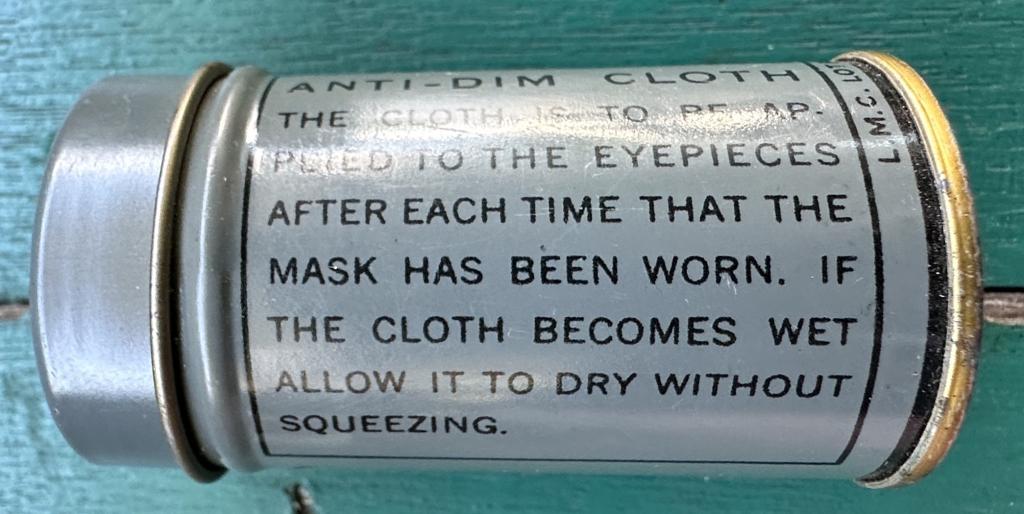 ANTI-DIM CLOTH
THE CLOTH IS TO BE AP-
PLIED TO THE EYEPIECES
AFTER EACH TIME THAT THE
MASK HAS BEEN WORN. IF
THE CLOTH BECOMES WET
ALLOW IT TO DRY WITHOUT
SQUEEZING.
L M.C. LOT